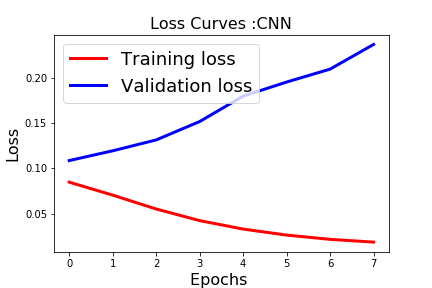 Loss Curves :CNN
Training loss
Validation loss
Loss
0.20
0.15
0.10
0.05
0 1 2 3 4 5 6 7
Epochs